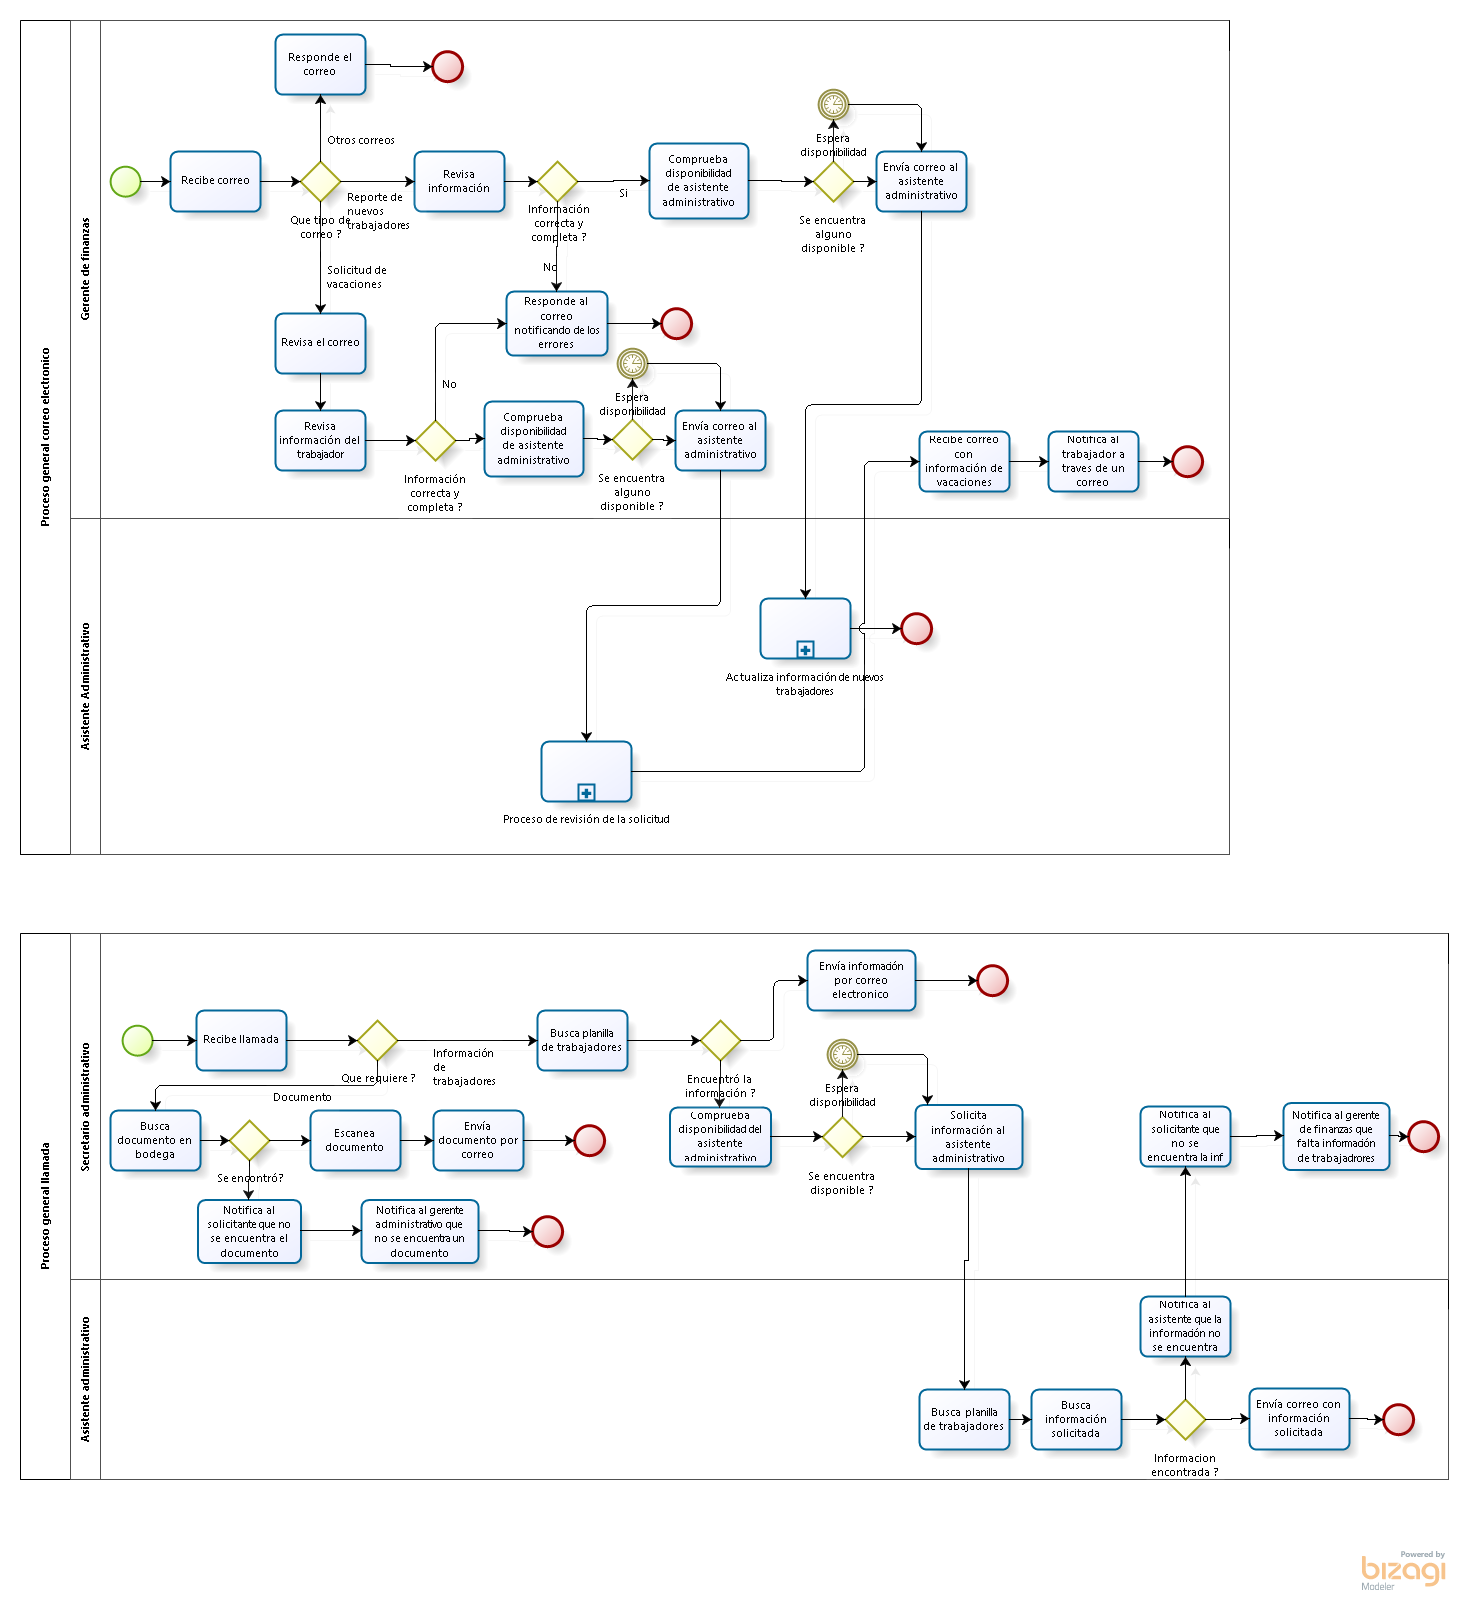 Proceso general correo electronico
Gerente de finanzas
Responde el
correo
Otros correos
Recibe correo
Que tipo de
correo ?
Reporte de
nuevos
trabajadores
Revisa
información
Información
correcta y
completa ?
Si
No
Comprueba
disponibilidad
de asistente
administrativo
Espera
disponibilidad
Se encuentra
alguno
disponible ?
Envía correo al
asistente
administrativo
Solicitud de
vacaciones
Revisa el correo
Responde al
correo
notificando de los
errores
No
Revisa
información del
trabajador
Información
correcta y
completa ?
Comprueba
disponibilidad
de asistente
administrativo
Espera
disponibilidad
Se encuentra
alguno
disponible ?
Envía correo al
asistente
administrativo
Recibe correo
con
información de
vacaciones
Notifica al
trabajador a
traves de un
correo
Asistente Administrativo
Actualiza información de nuevos
trabajadores
Proceso de revisión de la solicitud
Proceso general llamada
Secretario administrativo
Recibe llamada
Que requiere ?
Información
de
trabajadores
Documento
Busca planilla
de trabajadores
Encuentró la
información ?
Envía información
por correo
electronico
Busca
documento en
bodega
Se encontró?
Escanea
documento
Envía
documento por
correo
Notifica al
solicitante que no
se encuentra el
documento
Notifica al gerente
administrativo que
no se encuentra un
documento
Comprueba
disponibilidad del
asistente
administrativo
Espera
disponibilidad
Se encuentra
disponible ?
Solicita
información al
asistente
administrativo
Notifica al
solicitante que
no se
encuentra la inf
Notifica al gerente
de finanzas que
falta información
de trabajadrores
Asistente administrativo
Notifica al
asistente que la
información no
se encuentra
Busca planilla
de trabajadores
Busca
información
solicitada
Informacion
encontrada ?
Envía correo con
información
solicitada
Powered by
bizagi
Modeler